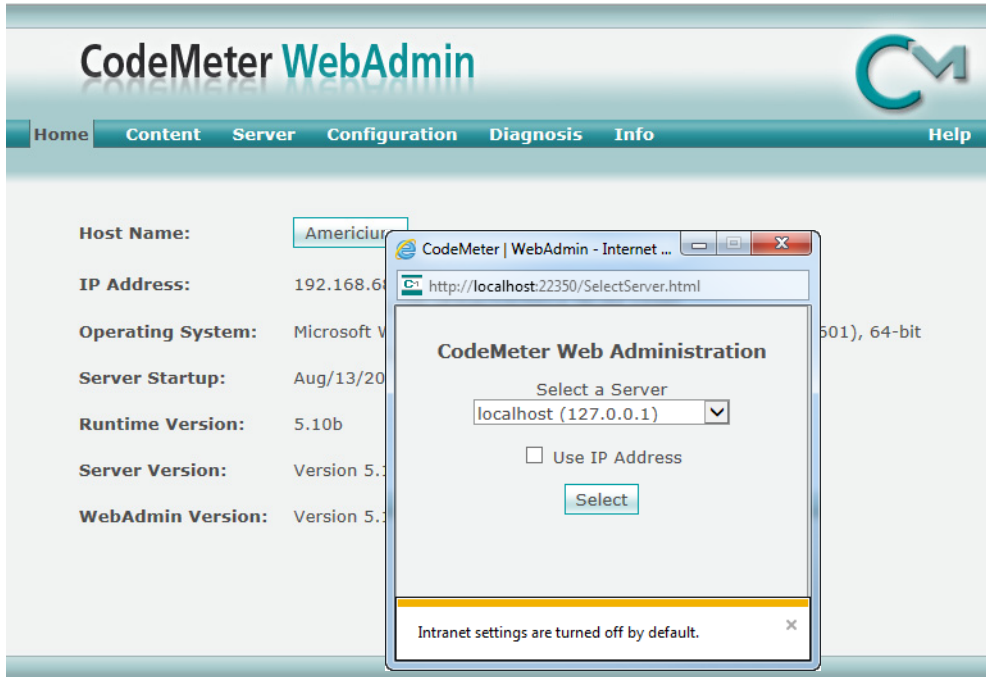 CodeMeter WebAdmin
CM
Home Content Server Configuration Diagnosis Info Help
Host Name:
IP Address: 192.168.
Operating System: Microsoft 601), 64-bit
Server Startup: Aug/13/20
Runtime Version: 5.10b
Server Version: Version 5.
WebAdmin Version: Version 5.
CodeMeter | WebAdmin - Internet ...
http://localhost:22350/SelectServer.html
CodeMeter Web Administration
Select a Server
localhost (127.0.0.1)
Use IP Address
Select
Intranet settings are turned off by default.